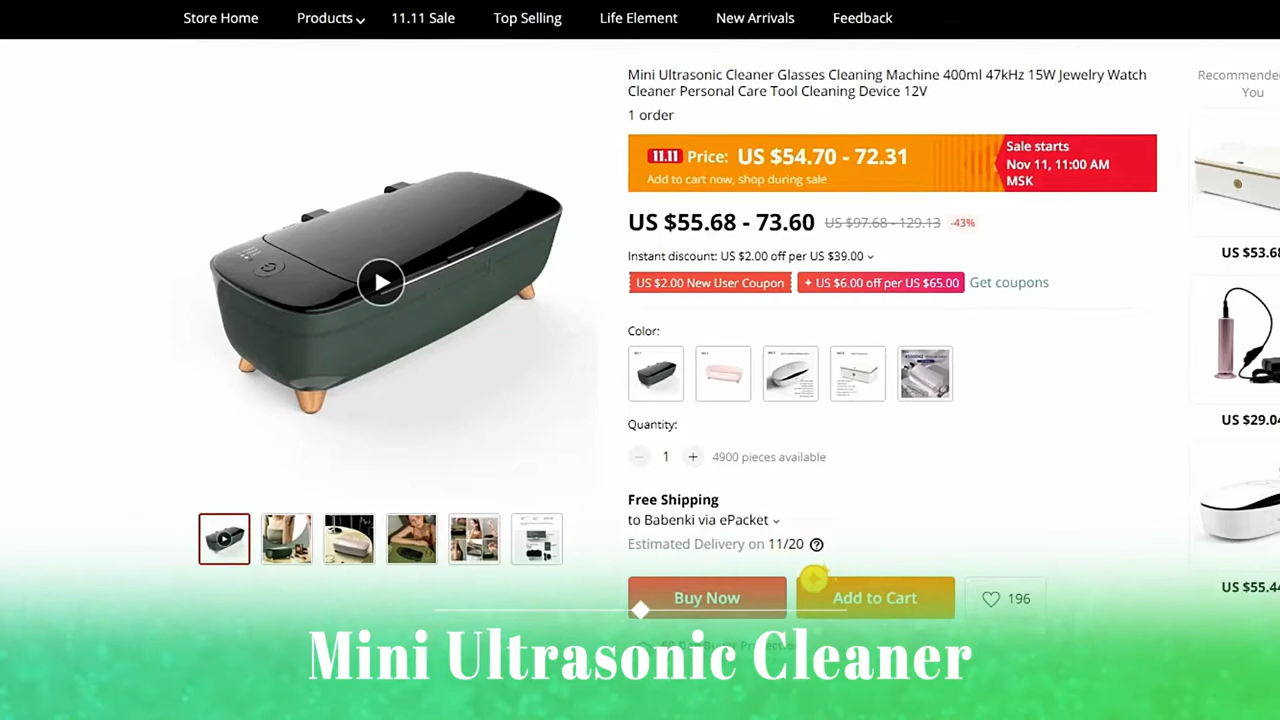 Store Home
Products
11.11 Sale
Top Selling
Life Element
New Arrivals
Feedback
Mini Ultrasonic Cleaner Glasses Cleaning Machine 400ml 47kHz 15W Jewelry Watch
Cleaner Personal Care Tool Cleaning Device 12V
1 order
11.11 Price: US $54.70 - 72.31
Add to cart now, shop during sale
Sale starts
Nov 11, 11:00 AM
MSK
US $55.68 - 73.60 US $97.68 - 129.13 -43%
Instant discount: US $2.00 off per US $39.00
US $2.00 New User Coupon
US $6.00 off per US $65.00
Get coupons
Color:
Quantity:
1
4900 pieces available
Free Shipping
to Babenki via ePacket
Estimated Delivery on 11/20
Buy Now
Add to Cart
196
Recommende
You
US $53.68
US $29.04
US $55.44
Mini Ultrasonic Cleaner